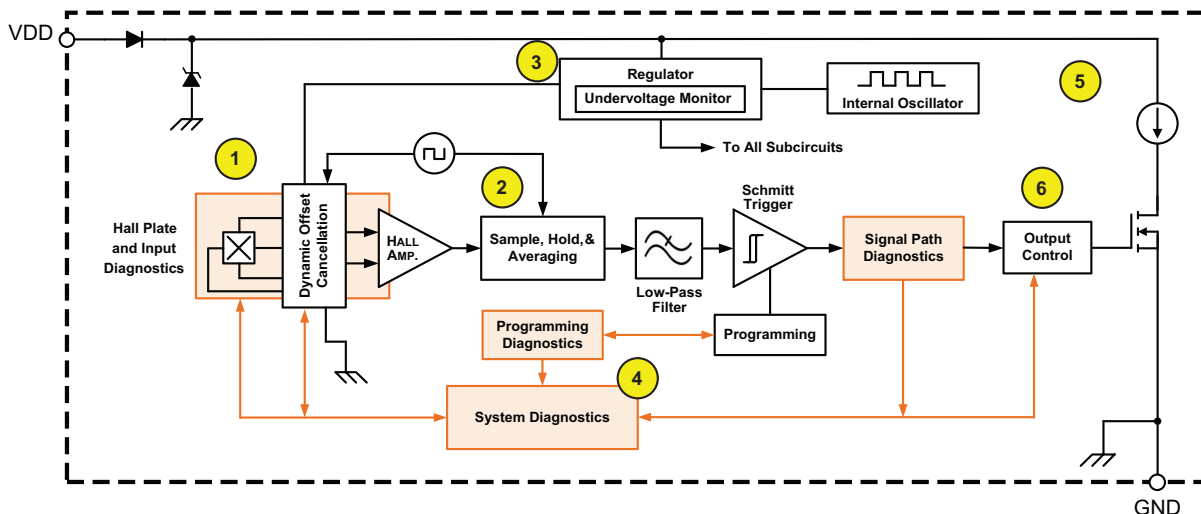 VDD
3
Regulator
Undervoltage Monitor
Internal Oscillator
5
To All Subcircuits
1
2
Schmitt
Trigger
6
Hall Plate
and Input
Diagnostics
Dynamic Offset
Cancellation
HALL
AMP.
Sample, Hold,&
Averaging
Low-Pass
Filter
Signal Path
Diagnostics
Output
Control
Programming
Diagnostics
Programming
4
System Diagnostics
GND